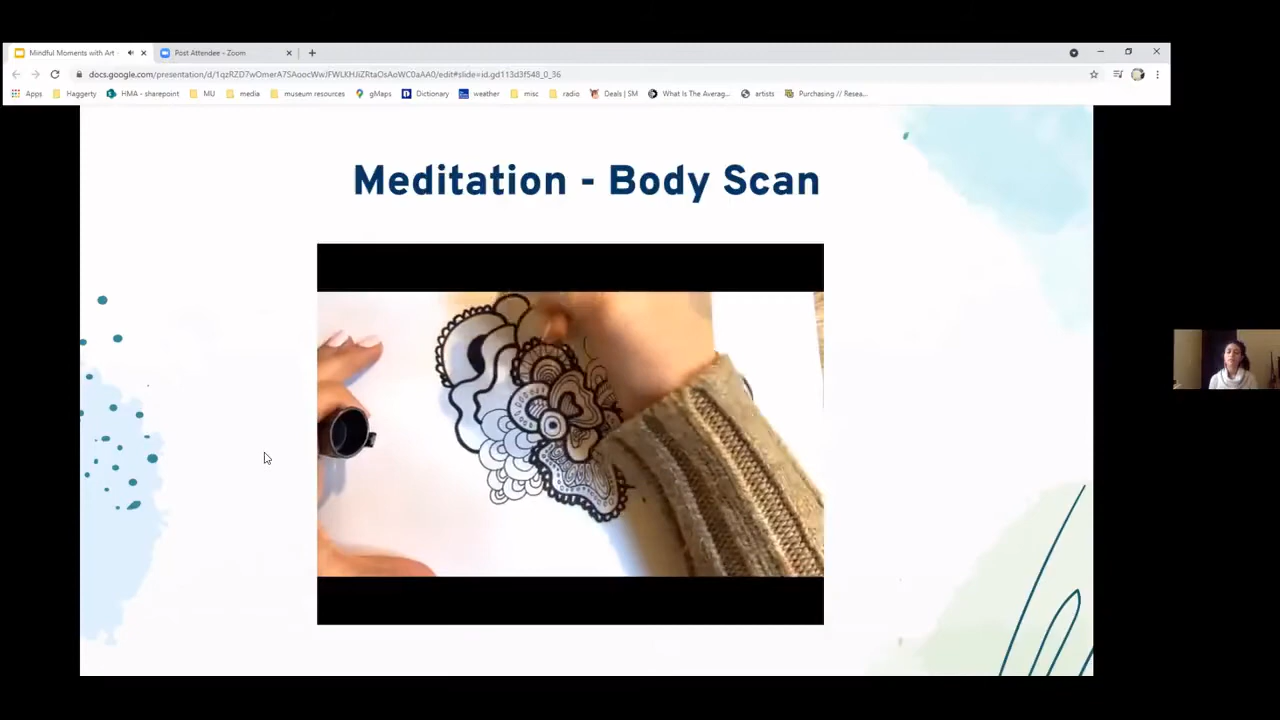 Mindful Moments with Art
Post Attendee - Zoom
docs.google.com/presentation/d/1qzRZD7wOmerA7SAoocWwJFWLKHJiZRtaOsAoWC0aAA0/edit#slide=id.gd113d3f548_0_36
Apps Haggerty HMA - sharepoint MU media museum resources gMaps Dictionary weather misc radio Deals | SM What Is The Averag... artists Purchasing // Resea...
Meditation - Body Scan